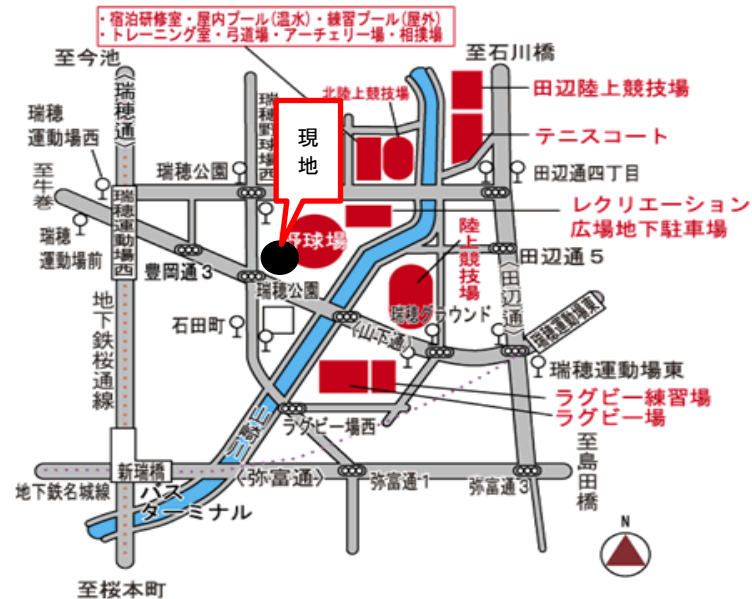 ・宿泊研修室・屋内プール(温水)・練習プール(屋外)
・トレーニング室・弓道場・アーチェリー場・相撲場
至今池
至石川橋
〈瑞穂通〉
瑞穂
運動場西
瑞穂野球場西
北陸上競技場
田辺陸上競技場
現
地
テニスコート
至牛巻
瑞穂公園
田辺通四丁目
瑞穂運動場西
レクリエーション
広場地下駐車場
瑞穂
運動場前
野球場
陸上競技場
豊岡通3
田辺通5
瑞穂公園
〈田辺通〉
地下鉄桜通線
石田町
瑞穂グラウンド
〈山下通〉
瑞穂運動場東
瑞穂運動場東
ラグビー練習場
ラグビー場
ラグビー場西
山崎川
至島田橋
新瑞橋
〈弥富通〉
弥富通1
弥富通3
地下鉄名城線
バス
ターミナル
至桜本町
N